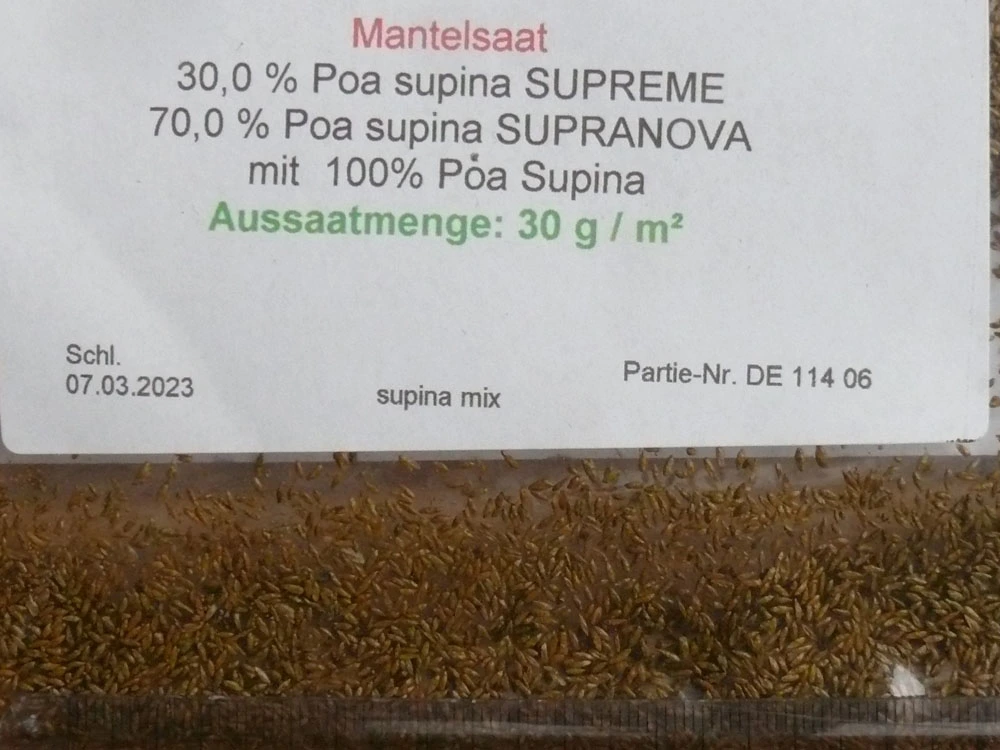 Mantelsaat
30,0 % Poa supina SUPREME
70,0 % Poa supina SUPRANOVA
mit 100% Poa Supina
Aussaatmenge: 30 g / m²
Schl.
07.03.2023
supina mix
Partie-Nr. DE 114 06